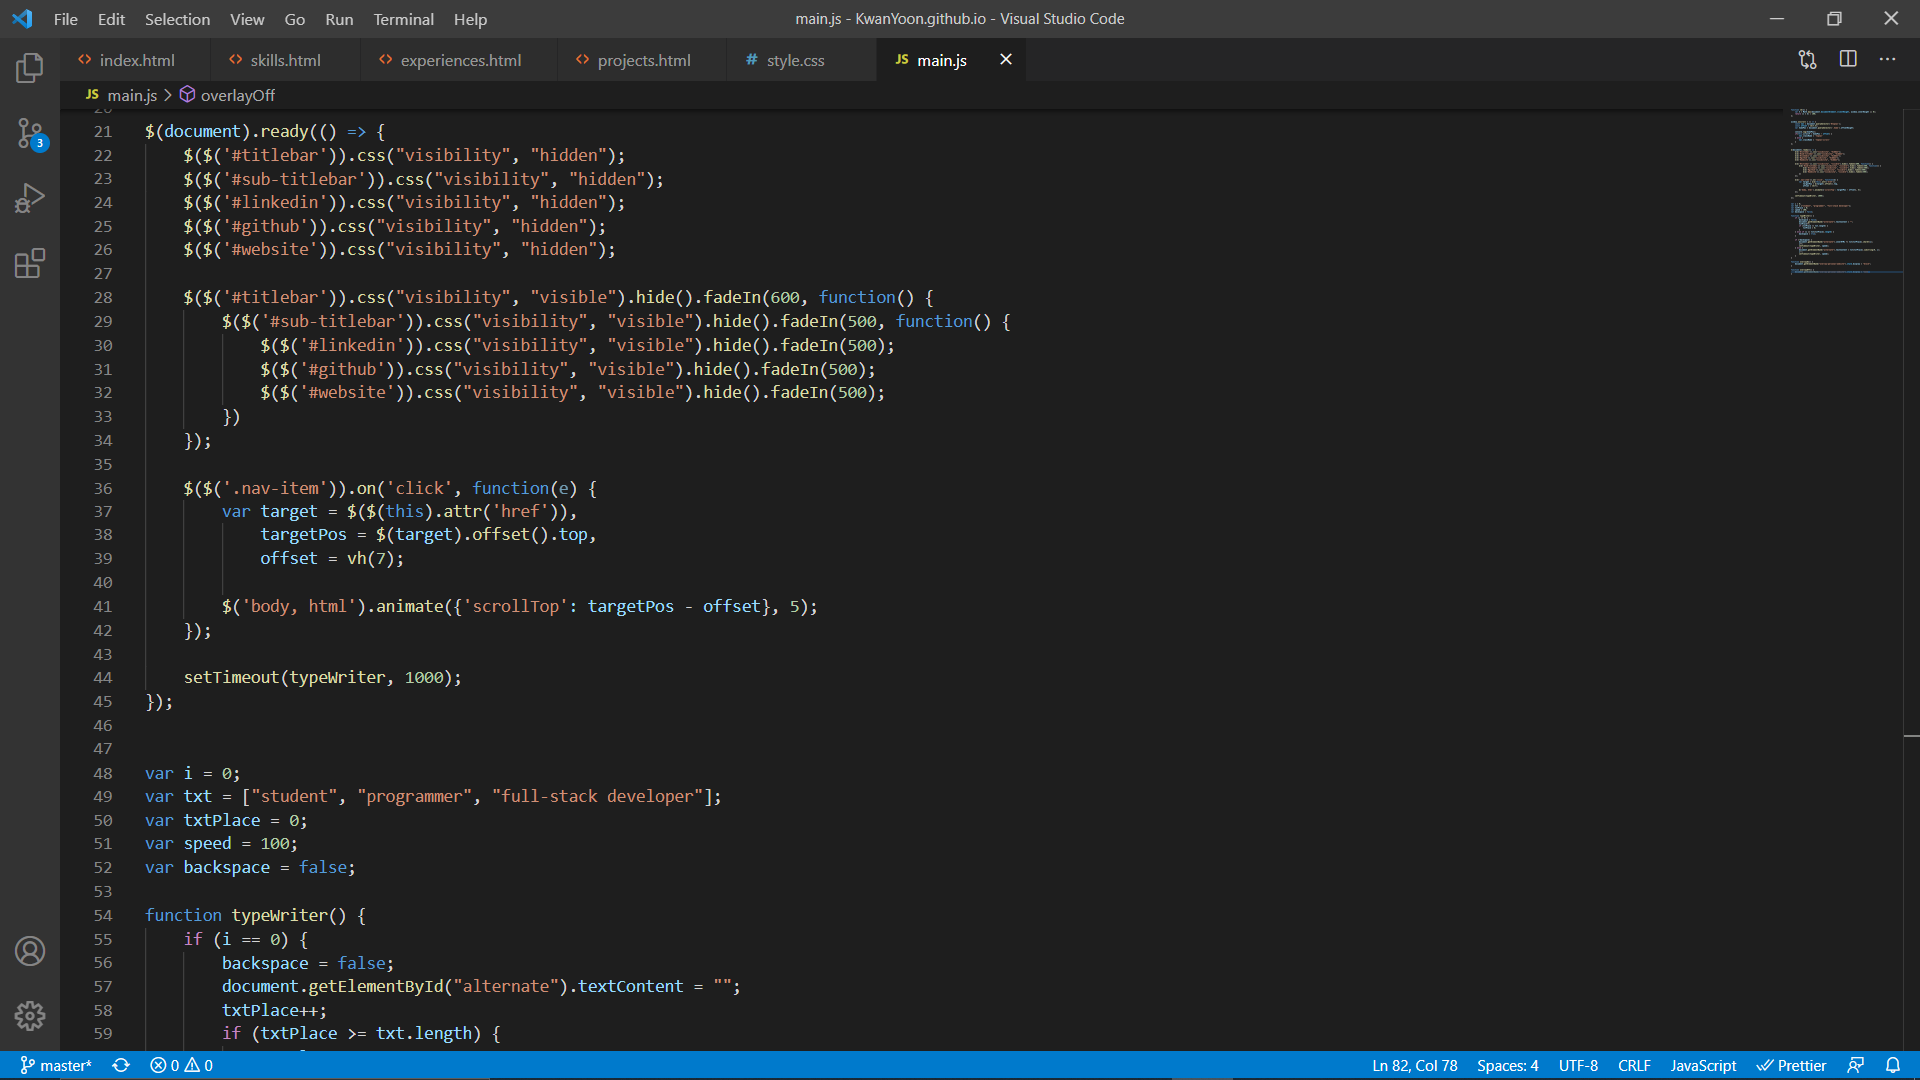 File Edit Selection View Go Run Terminal Help main.js - KwanYoon.github.io - Visual Studio Code
<> index.html <> skills.html <> experiences.html <> projects.html # style.css JS main.js
JS main.js > overlayOff
21 $(document).ready(() => {
22 $($('#titlebar')).css("visibility", "hidden");
23 $($('#sub-titlebar')).css("visibility", "hidden");
24 $($('#linkedin')).css("visibility", "hidden");
25 $($('#github')).css("visibility", "hidden");
26 $($('#website')).css("visibility", "hidden");
27
28 $($('#titlebar')).css("visibility", "visible").hide().fadeIn(600, function() {
29 $($('#sub-titlebar')).css("visibility", "visible").hide().fadeIn(500, function() {
30 $($('#linkedin')).css("visibility", "visible").hide().fadeIn(500);
31 $($('#github')).css("visibility", "visible").hide().fadeIn(500);
32 $($('#website')).css("visibility", "visible").hide().fadeIn(500);
33 })
34 });
35
36 $($('.nav-item')).on('click', function(e) {
37 var target = $($(this).attr('href')),
38 targetPos = $(target).offset().top,
39 offset = vh(7);
40
41 $('body, html').animate({'scrollTop': targetPos - offset}, 5);
42 });
43
44 setTimeout(typeWriter, 1000);
45 });
46
47
48 var i = 0;
49 var txt = ["student", "programmer", "full-stack developer"];
50 var txtPlace = 0;
51 var speed = 100;
52 var backspace = false;
53
54 function typeWriter() {
55 if (i == 0) {
56 backspace = false;
57 document.getElementById("alternate").textContent = "";
58 txtPlace++;
59 if (txtPlace >= txt.length) {
3
master* 0 0 Ln 82, Col 78 Spaces: 4 UTF-8 CRLF JavaScript Prettier